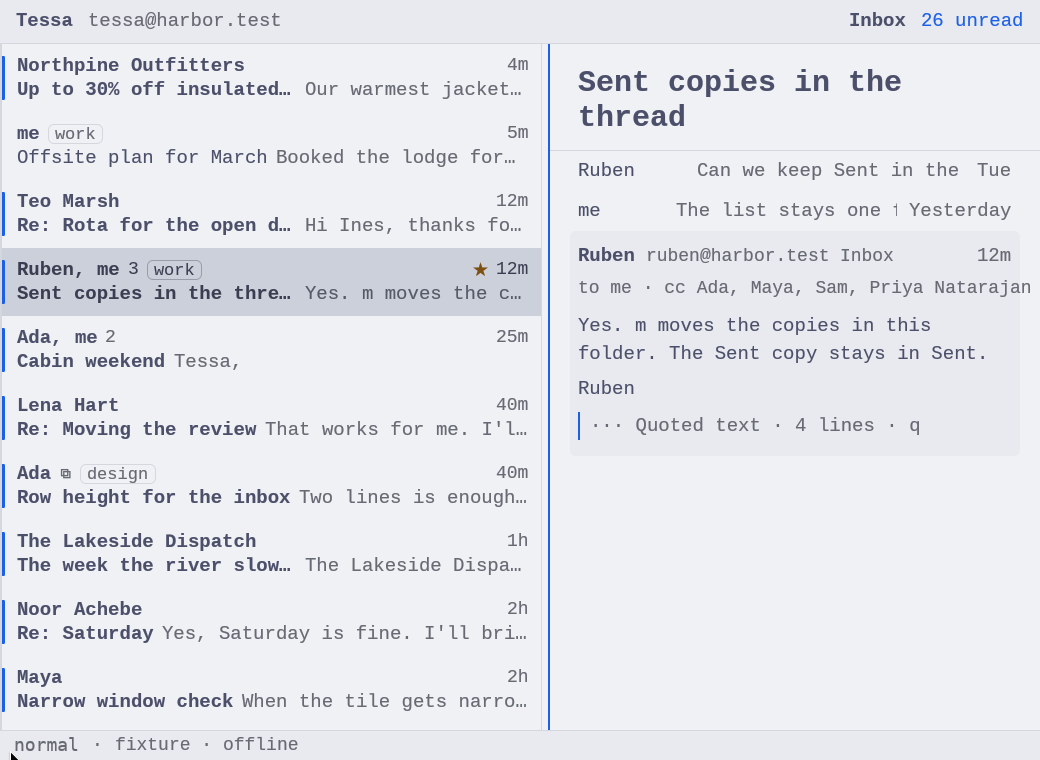 Tessa tessa@harbor.test Inbox 26 unread
Northpine Outfitters 4m
Up to 30% off insulated… Our warmest jacket…
me work 5m
Offsite plan for March Booked the lodge for…
Teo Marsh 12m
Re: Rota for the open d… Hi Ines, thanks fo…
Ruben, me 3 work ★ 12m
Sent copies in the thre… Yes. m moves the c…
Ada, me 2 25m
Cabin weekend Tessa,
Lena Hart 40m
Re: Moving the review That works for me. I'l…
Ada ⧉ design 40m
Row height for the inbox Two lines is enough…
The Lakeside Dispatch 1h
The week the river slow… The Lakeside Dispa…
Noor Achebe 2h
Re: Saturday Yes, Saturday is fine. I'll bri…
Maya 2h
Narrow window check When the tile gets narro…
Sent copies in the
thread
Ruben Can we keep Sent in the Tue
me The list stays one Yesterday
Ruben ruben@harbor.test Inbox 12m
to me · cc Ada, Maya, Sam, Priya Natarajan
Yes. m moves the copies in this
folder. The Sent copy stays in Sent.
Ruben
··· Quoted text · 4 lines · q
normal · fixture · offline